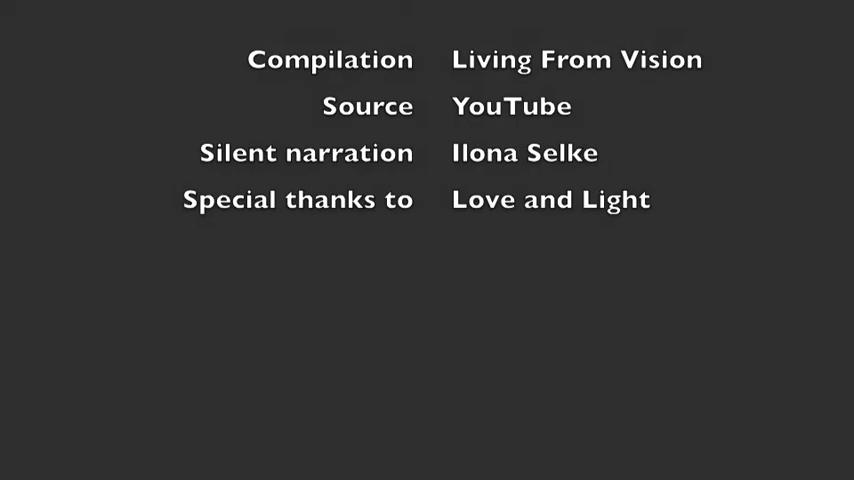 Compilation Living From Vision
Source YouTube
Silent narration Ilona Selke
Special thanks to Love and Light